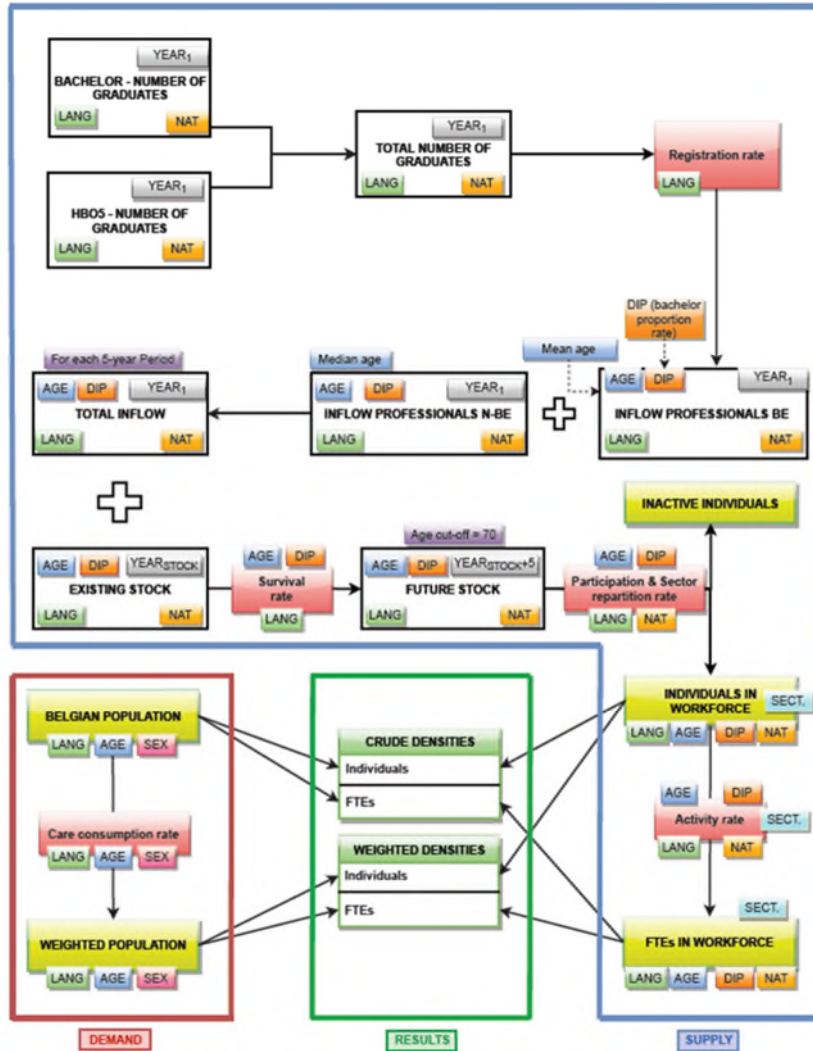 YEAR1
BACHELOR - NUMBER OF
GRADUATES
LANG NAT
YEAR1
HBO5 - NUMBER OF
GRADUATES
LANG NAT
YEAR1
TOTAL NUMBER OF
GRADUATES
LANG NAT
Registration rate
LANG
DIP (bachelor
proportion
rate)
Mean age
For each 5-year Period
AGE DIP YEAR1
TOTAL INFLOW
LANG NAT
Median age
AGE DIP YEAR1
INFLOW PROFESSIONALS N-BE
LANG NAT
AGE DIP YEAR1
INFLOW PROFESSIONALS BE
LANG NAT
INACTIVE INDIVIDUALS
AGE DIP YEARSTOCK
EXISTING STOCK
LANG NAT
AGE DIP
Survival
rate
LANG
Age cut-off = 70
AGE DIP YEARSTOCK+5
FUTURE STOCK
LANG NAT
AGE DIP
Participation & Sector
repartition rate
LANG NAT
BELGIAN POPULATION
LANG AGE SEX
Care consumption rate
LANG AGE SEX
WEIGHTED POPULATION
LANG AGE SEX
CRUDE DENSITIES
Individuals
FTEs
WEIGHTED DENSITIES
Individuals
FTEs
INDIVIDUALS IN
WORKFORCE
SECT.
LANG AGE DIP NAT
AGE DIP
Activity rate
SECT.
LANG NAT
SECT.
FTEs IN WORKFORCE
LANG AGE DIP NAT
DEMAND
RESULTS
SUPPLY